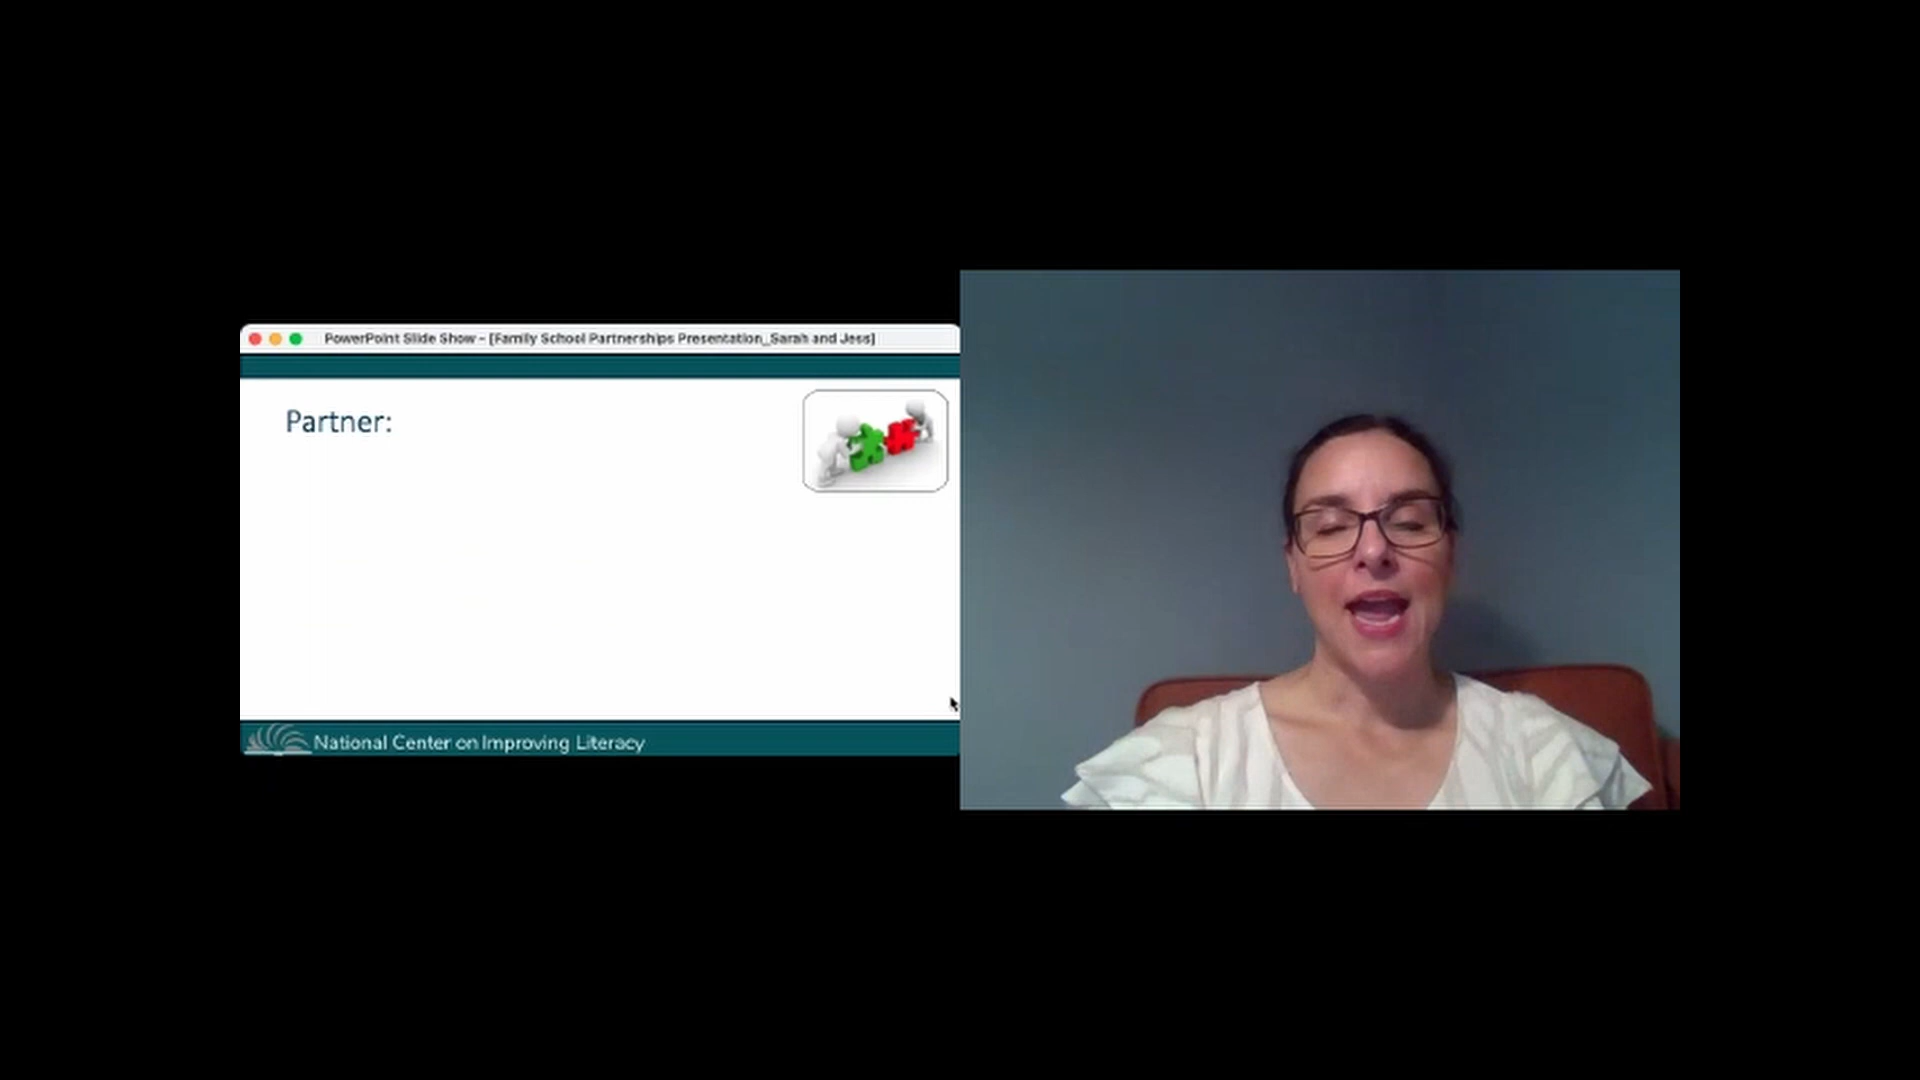 PowerPoint Slide Show - [Family School Partnerships Presentation_Sarah and Jess]
Partner:
National Center on Improving Literacy